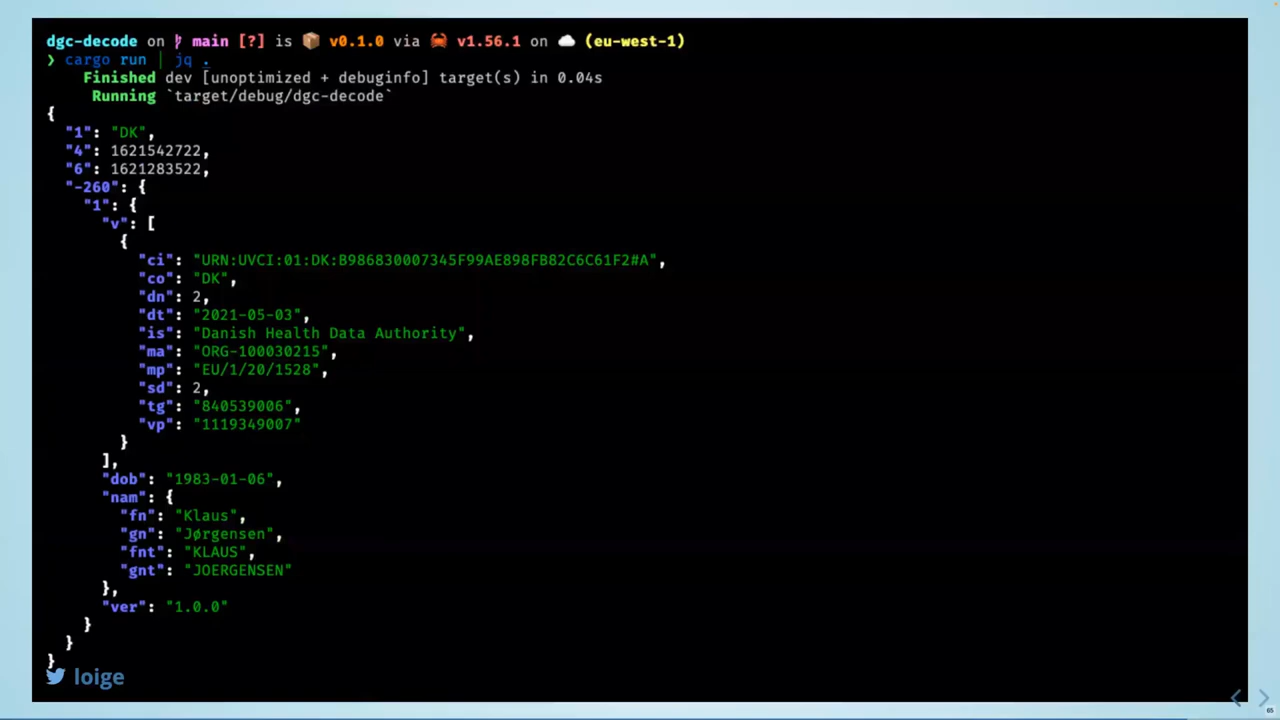 dgc-decode on main [?] is 📦 v0.1.0 via 🦀 v1.56.1 on ☁️ (eu-west-1)
❯ cargo run | jq .
Finished dev [unoptimized + debuginfo] target(s) in 0.04s
Running `target/debug/dgc-decode`
{
"1": "DK",
"4": 1621542722,
"6": 1621283522,
"-260": {
"1": {
"v": [
{
"ci": "URN:UVCI:01:DK:B986830007345F99AE898FB82C6C61F2#A",
"co": "DK",
"dn": 2,
"dt": "2021-05-03",
"is": "Danish Health Data Authority",
"ma": "ORG-100030215",
"mp": "EU/1/20/1528",
"sd": 2,
"tg": "840539006",
"vp": "1119349007"
}
],
"dob": "1983-01-06",
"nam": {
"fn": "Klaus",
"gn": "Jørgensen",
"fnt": "KLAUS",
"gnt": "JOERGENSEN"
},
"ver": "1.0.0"
}
}
}
loige
65